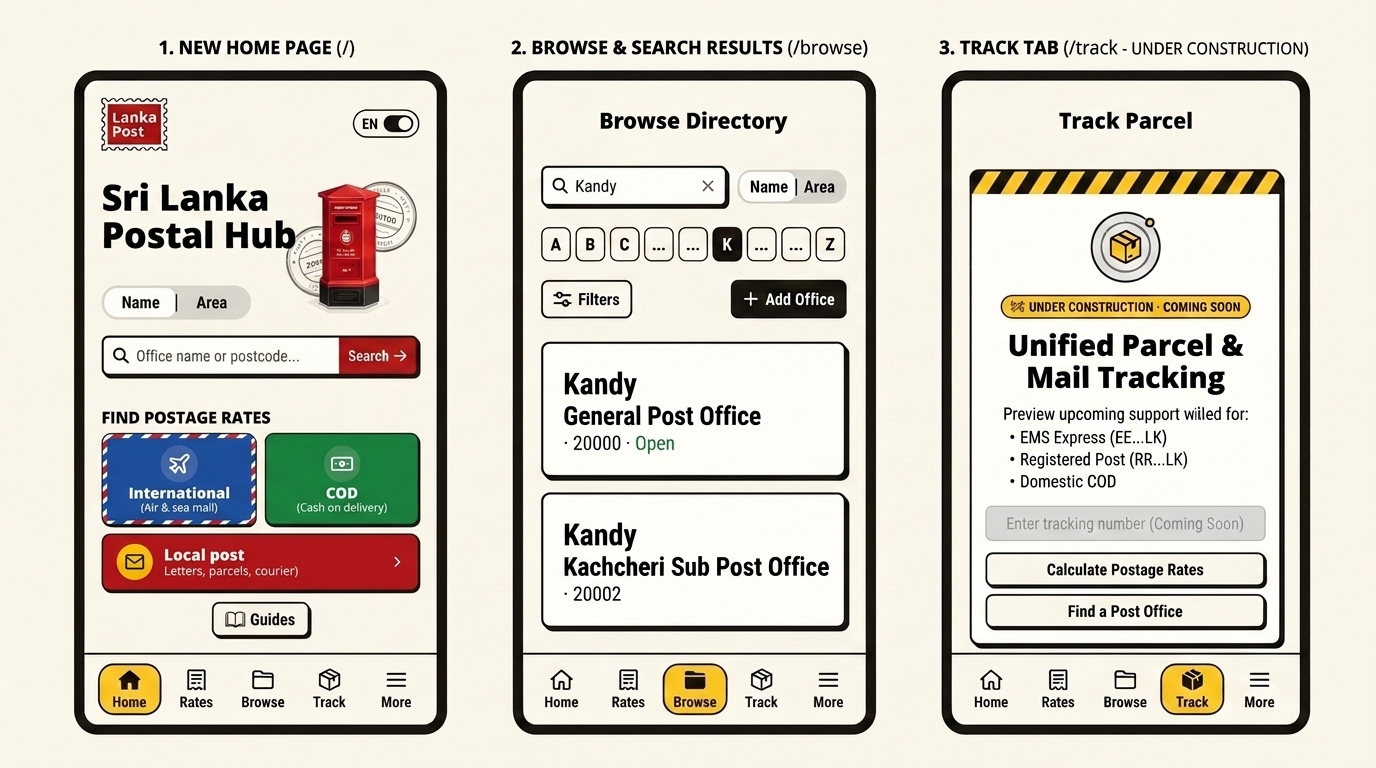 1. NEW HOME PAGE (/)
Lanka
Post
EN
Sri Lanka
Postal Hub
Name | Area
Office name or postcode...
Search →
FIND POSTAGE RATES
International
(Air & sea mall)
COD
(Cash on delivery)
Local post
Letters, parcels, courier)
Guides
Home
Rates
Browse
Track
More
2. BROWSE & SEARCH RESULTS (/browse)
Browse Directory
Kandy
Name | Area
A B C ... ... K ... ... Z
Filters
+ Add Office
Kandy
General Post Office
· 20000 · Open
Kandy
Kachcheri Sub Post Office
· 20002
Home
Rates
Browse
Track
More
3. TRACK TAB (/track - UNDER CONSTRUCTION)
Track Parcel
UNDER CONSTRUCTION · COMING SOON
Unified Parcel &
Mail Tracking
Preview upcoming support willed for:
• EMS Express (EE...LK)
• Registered Post (RR...LK)
• Domestic COD
Enter tracking number (Coming Soon)
Calculate Postage Rates
Find a Post Office
Home
Rates
Browse
Track
More